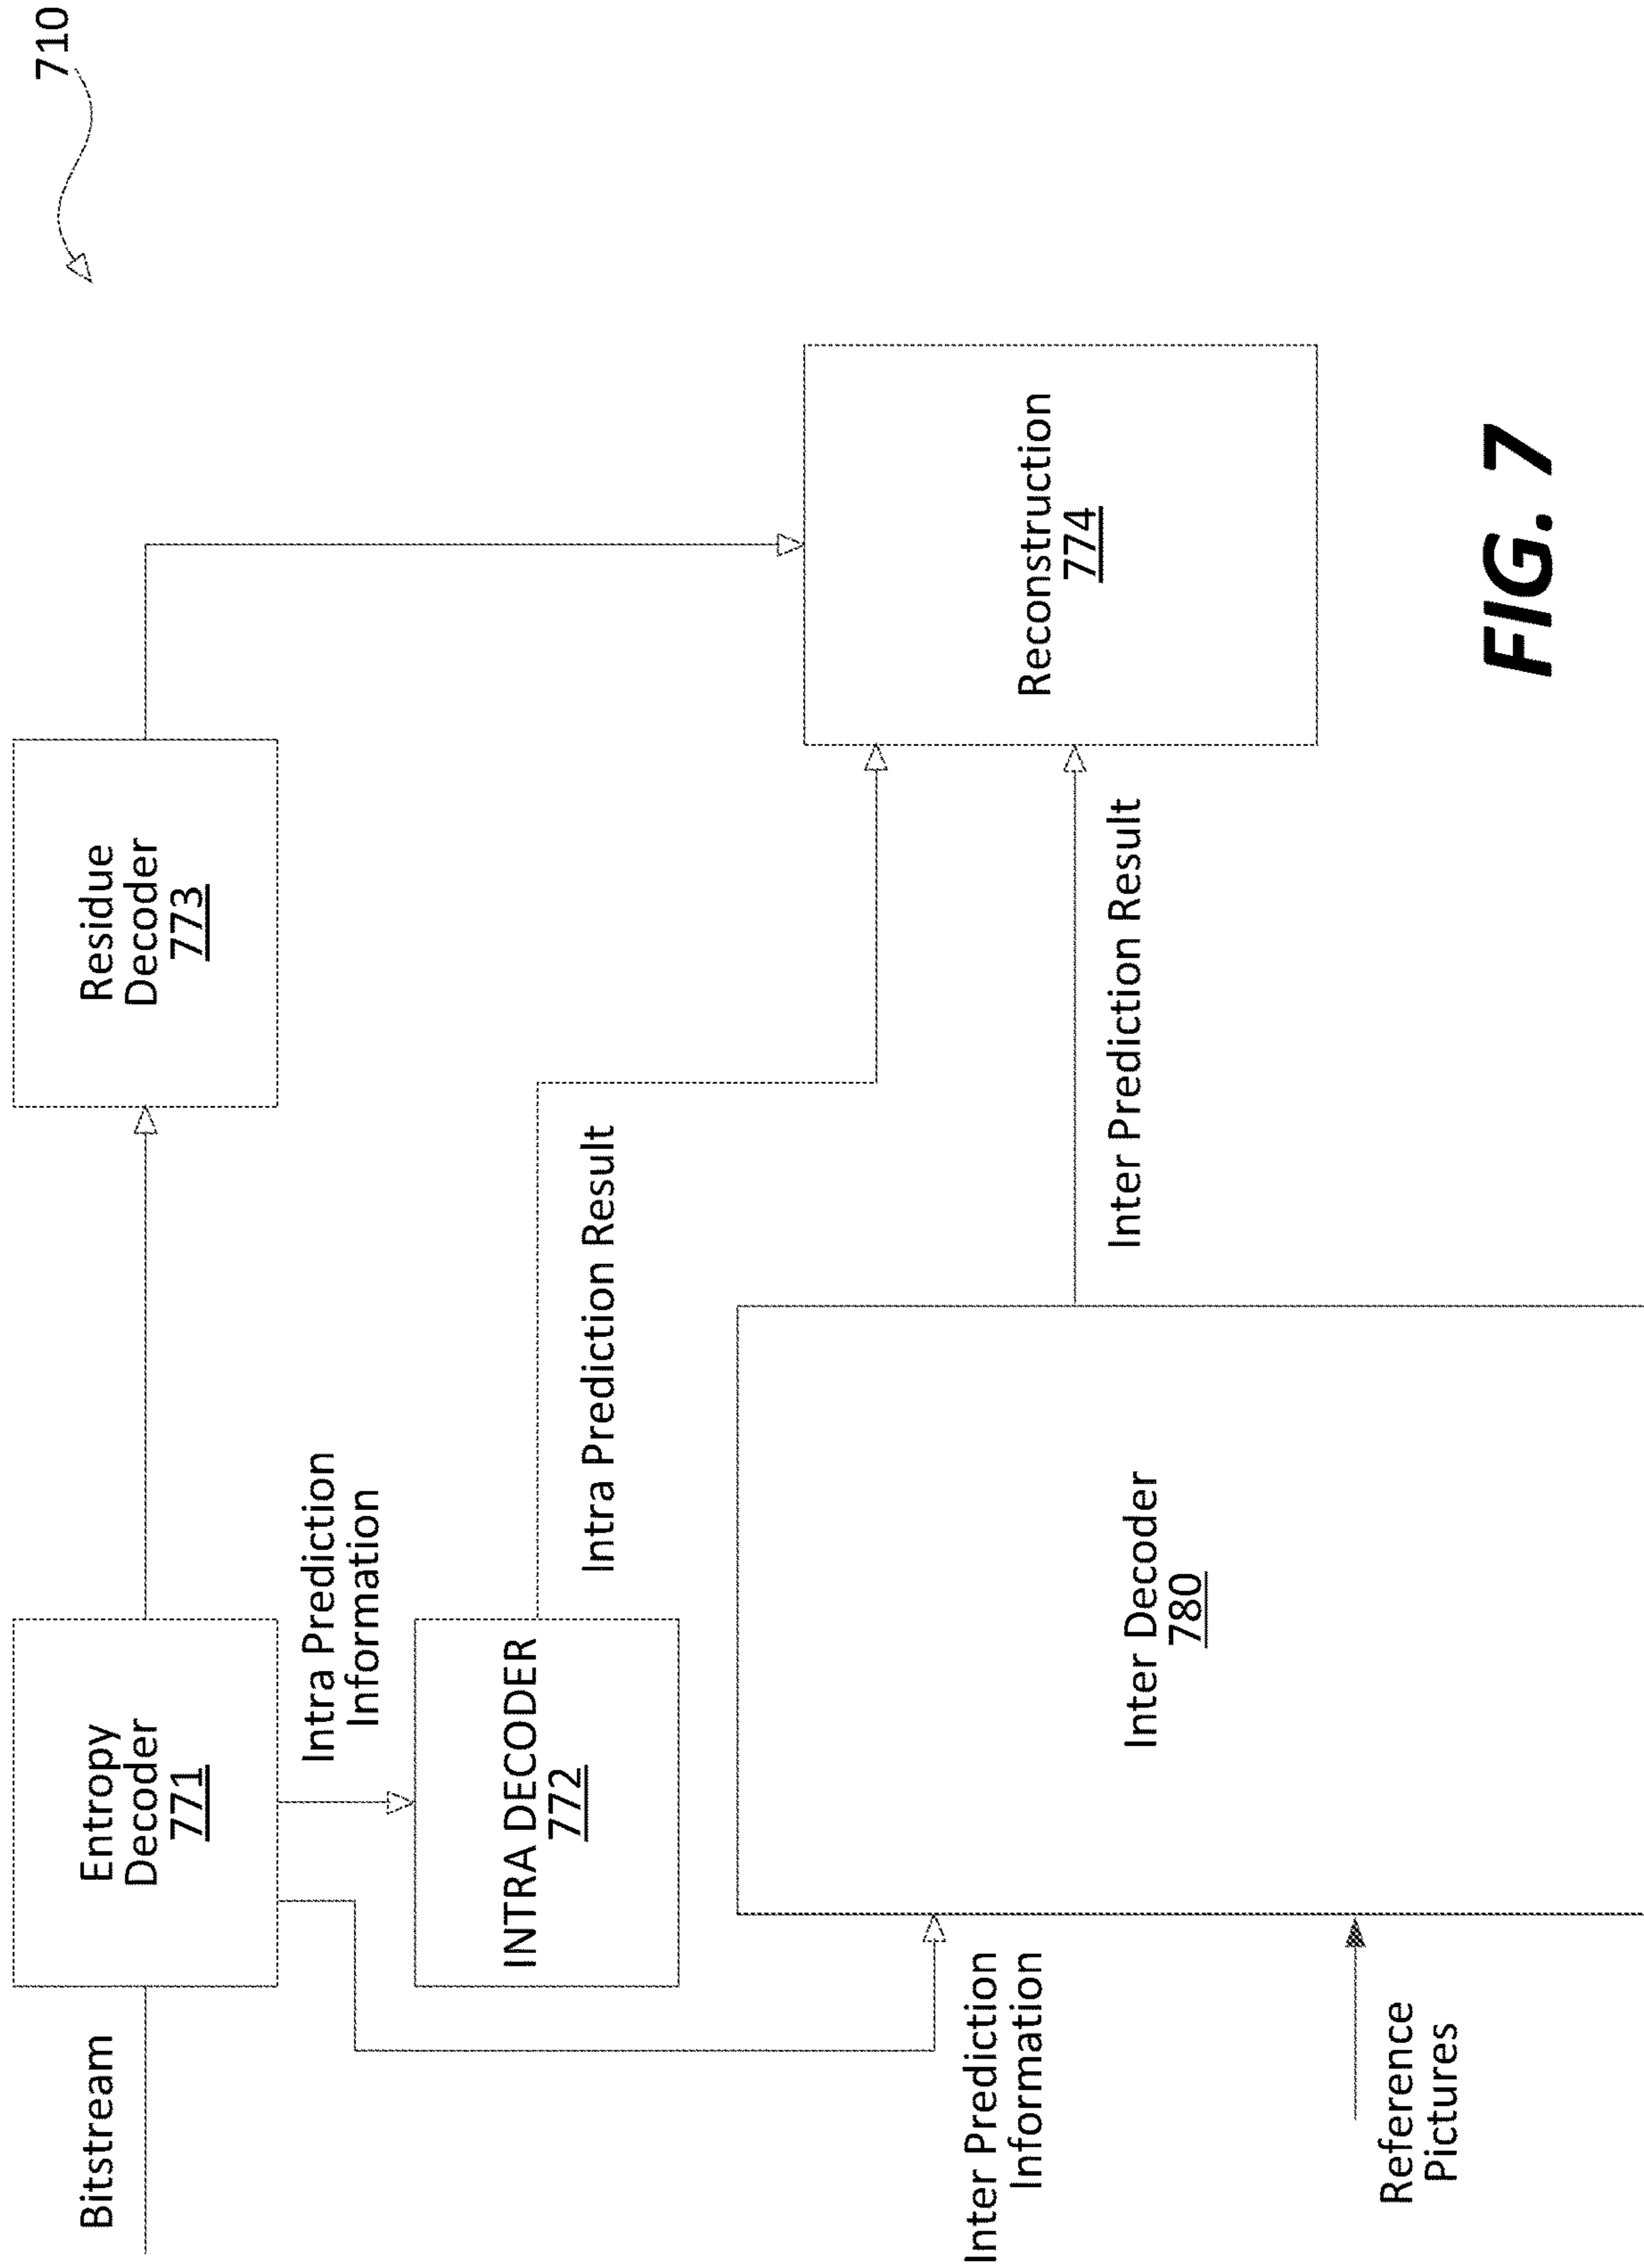 710
Bitstream
Entropy
Decoder
771
Residue
Decoder
773
Intra Prediction
Information
INTRA DECODER
772
Intra Prediction Result
Inter Prediction
Information
Reference
Pictures
Inter Decoder
780
Inter Prediction Result
Reconstruction
774
FIG. 7